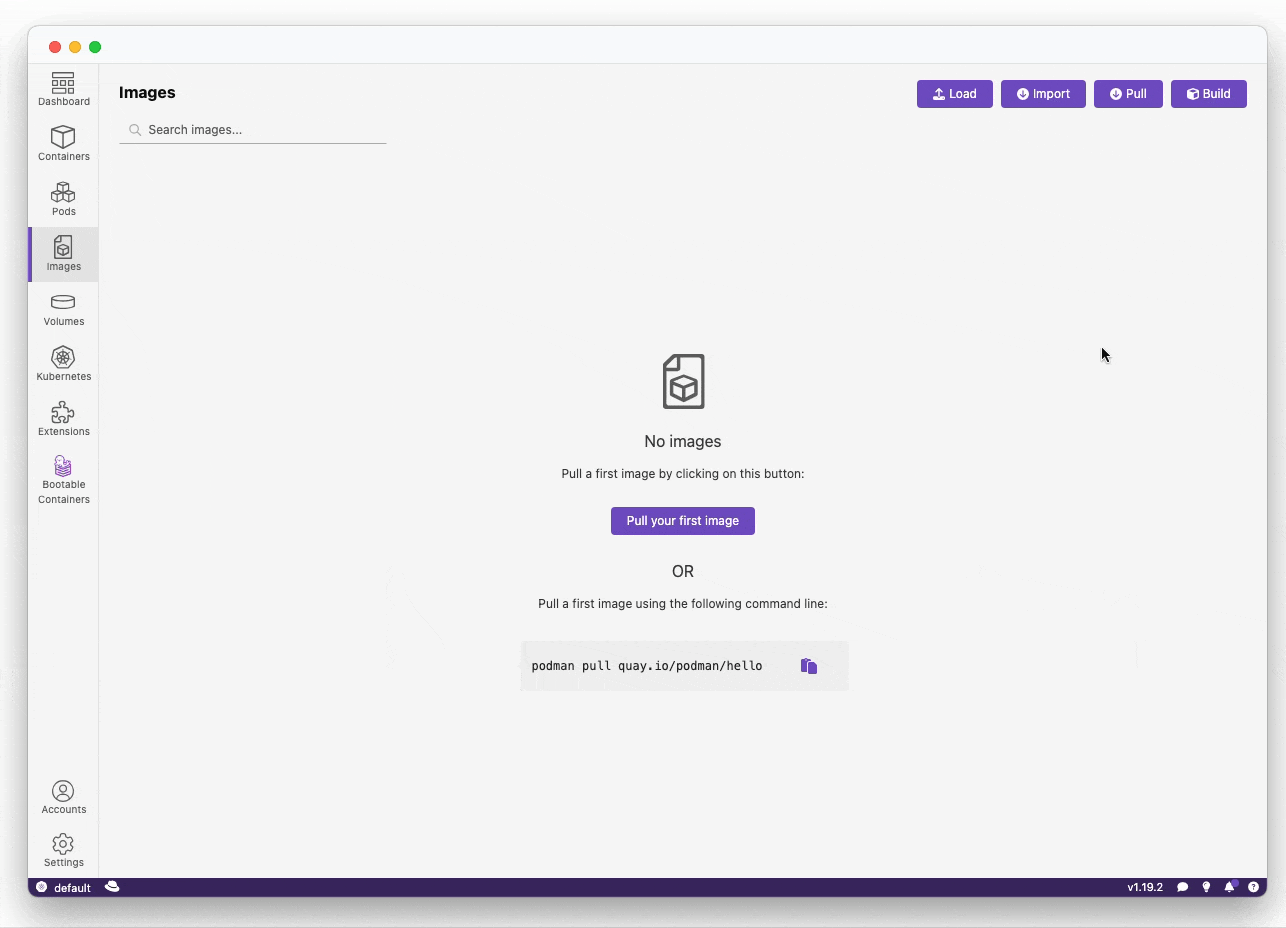 Dashboard
Containers
Pods
Images
Volumes
Kubernetes
Extensions
Bootable
Containers
Accounts
Settings
Images
Load
Import
Pull
Build
Search images...
No images
Pull a first image by clicking on this button:
Pull your first image
OR
Pull a first image using the following command line:
podman pull quay.io/podman/hello
default
v1.19.2